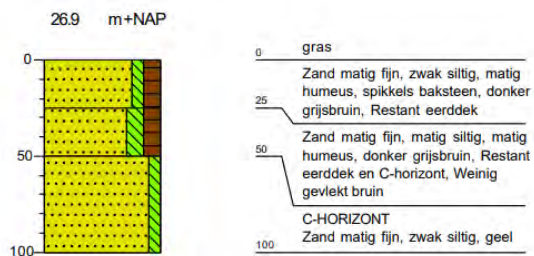 26.9 m+NAP
0
50
100
0
gras
Zand matig fijn, zwak siltig, matig
humeus, spikkels baksteen, donker
grijsbruin, Restant eerddek
25
Zand matig fijn, matig siltig, matig
humeus, donker grijsbruin, Restant
eerddek en C-horizont, Weinig
gevlekt bruin
50
C-HORIZONT
Zand matig fijn, zwak siltig, geel
100